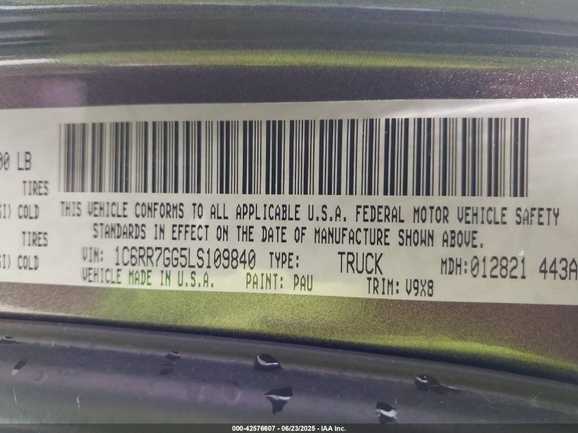 00 LB
TIRES
SI) COLD
THIS VEHICLE CONFORMS TO ALL APPLICABLE U.S.A. FEDERAL MOTOR VEHICLE SAFETY
STANDARDS IN EFFECT ON THE DATE OF MANUFACTURE SHOWN ABOVE.
TIRES
SI) COLD
VIN: 1C6RR7GG5LS109840 TYPE: TRUCK MDH:012821 443A
VEHICLE MADE IN U.S.A. PAINT: PAU TRIM: V9X8
000-42576607 - 06/23/2025 - IAA Inc.